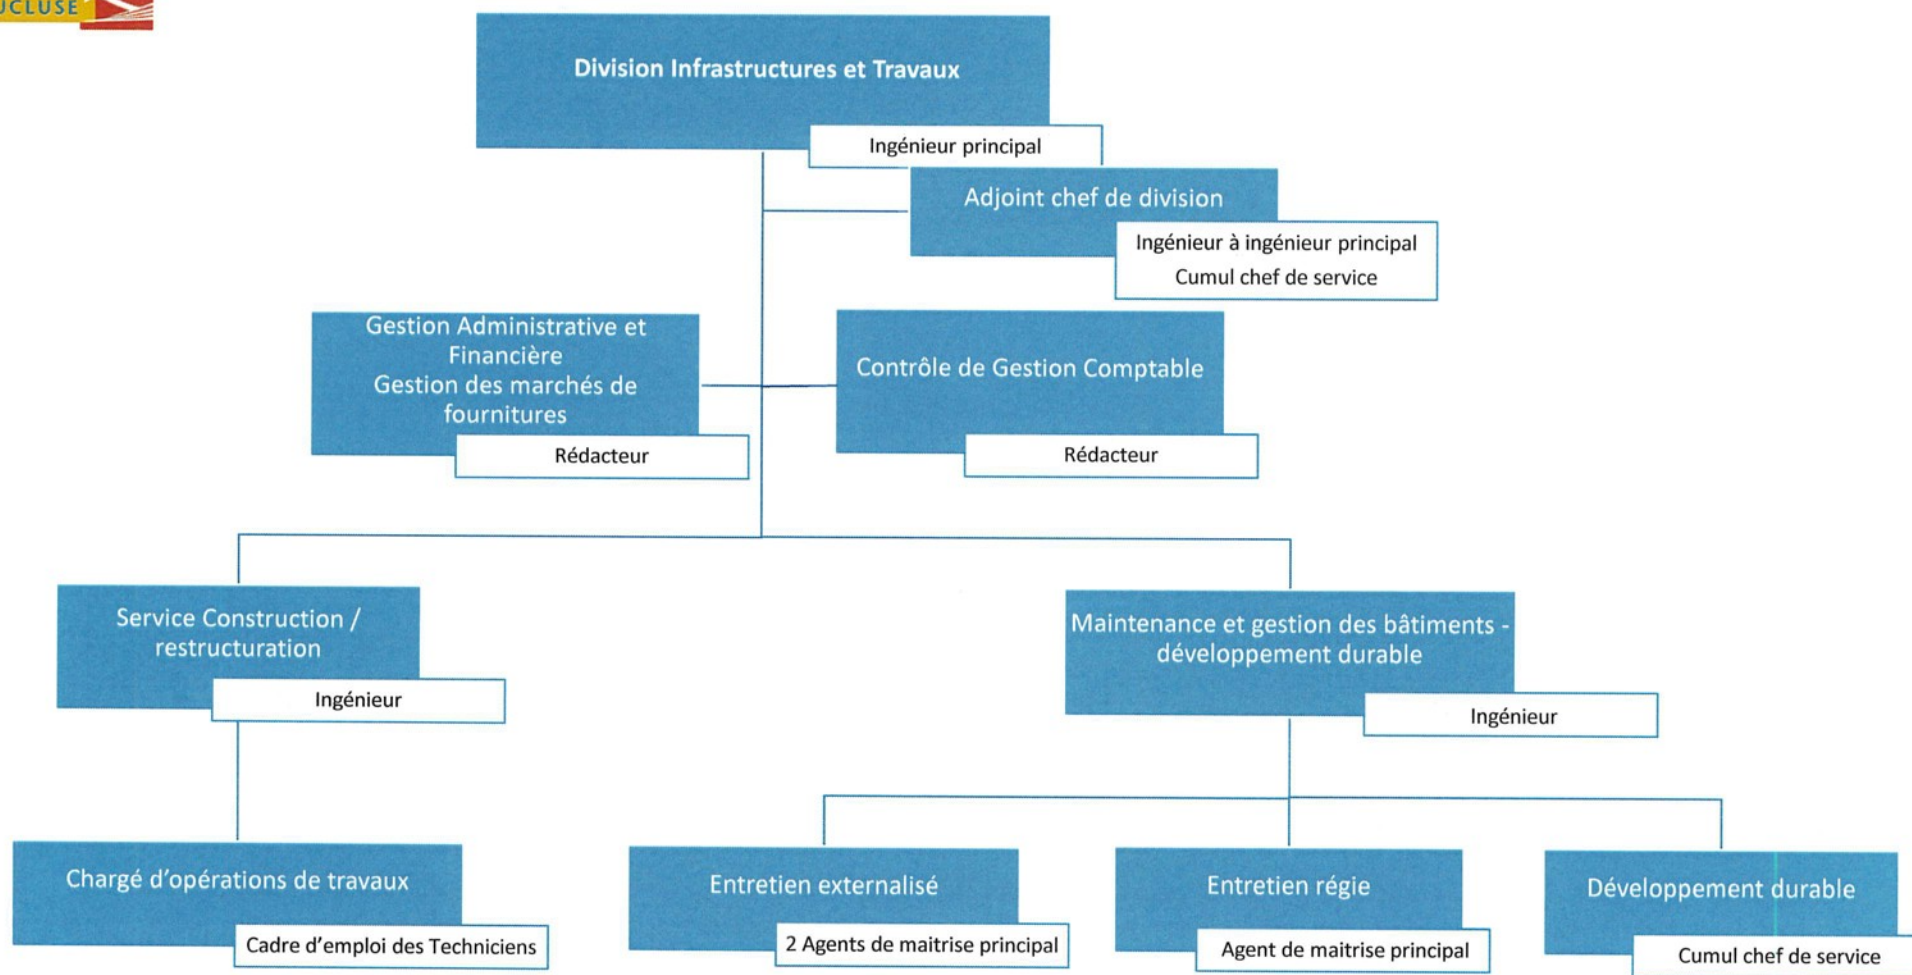 UCLUSE
Division Infrastructures et Travaux
Ingénieur principal
Adjoint chef de division
Ingénieur à ingénieur principal
Cumul chef de service
Gestion Administrative et
Financière
Gestion des marchés de
fournitures
Rédacteur
Contrôle de Gestion Comptable
Rédacteur
Service Construction /
restructuration
Ingénieur
Maintenance et gestion des bâtiments -
développement durable
Ingénieur
Chargé d’opérations de travaux
Cadre d’emploi des Techniciens
Entretien externalisé
2 Agents de maitrise principal
Entretien régie
Agent de maitrise principal
Développement durable
Cumul chef de service